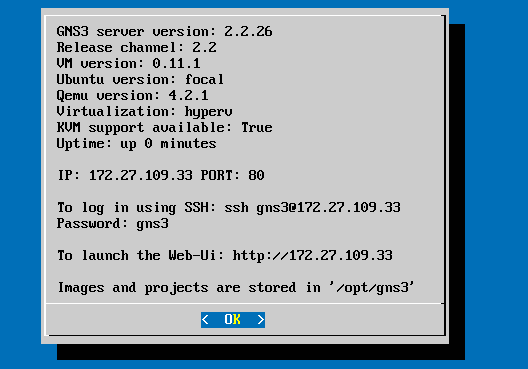 GNS3 server version: 2.2.26
Release channel: 2.2
VM version: 0.11.1
Ubuntu version: focal
Qemu version: 4.2.1
Virtualization: hyperv
KVM support available: True
Uptime: up 0 minutes
IP: 172.27.109.33 PORT: 80
To log in using SSH: ssh gns3@172.27.109.33
Password: gns3
To launch the Web-Ui: http://172.27.109.33
Images and projects are stored in '/opt/gns3'
< OK >